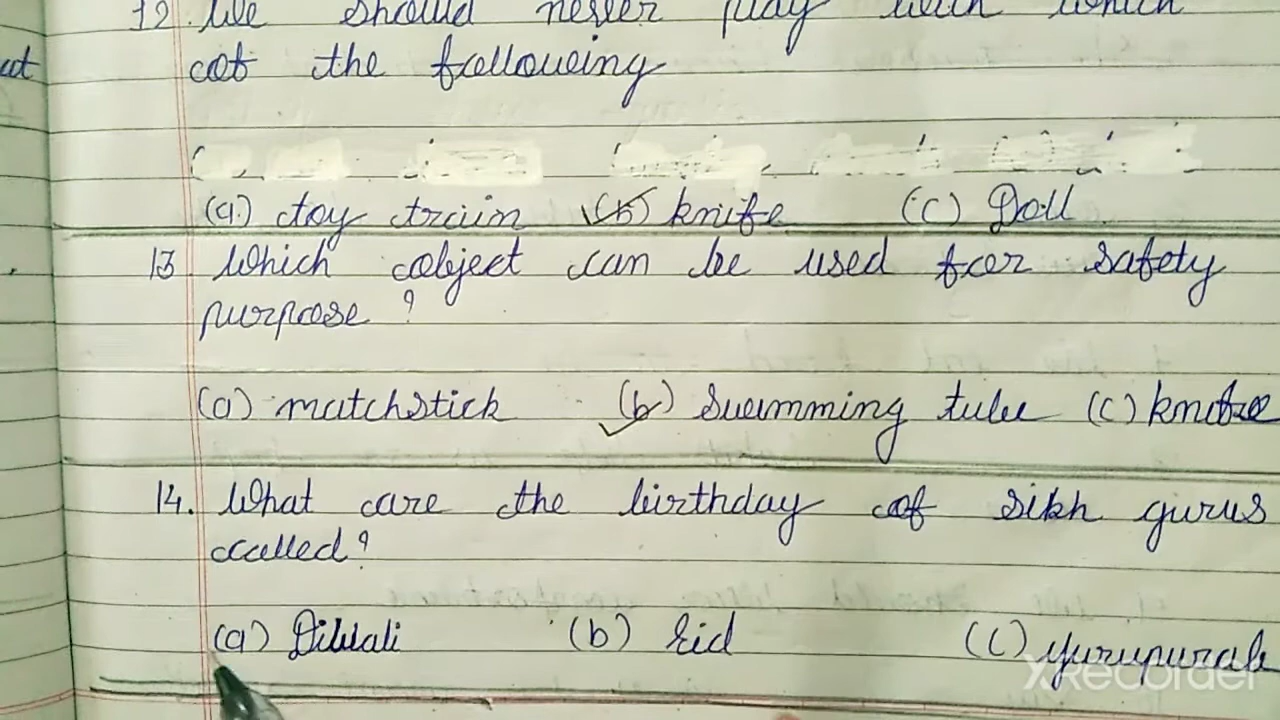 12. We should never play with which
of the following
(a) toy train (b) knife (c) Doll
13 Which object can be used for safety
purpose?
(a) matchstick (b) swimming tube (c) knife
14. What are the birthday of sikh gurus
called?
(a) Diwali (b) Eid (c) gurupurab
XRecorder